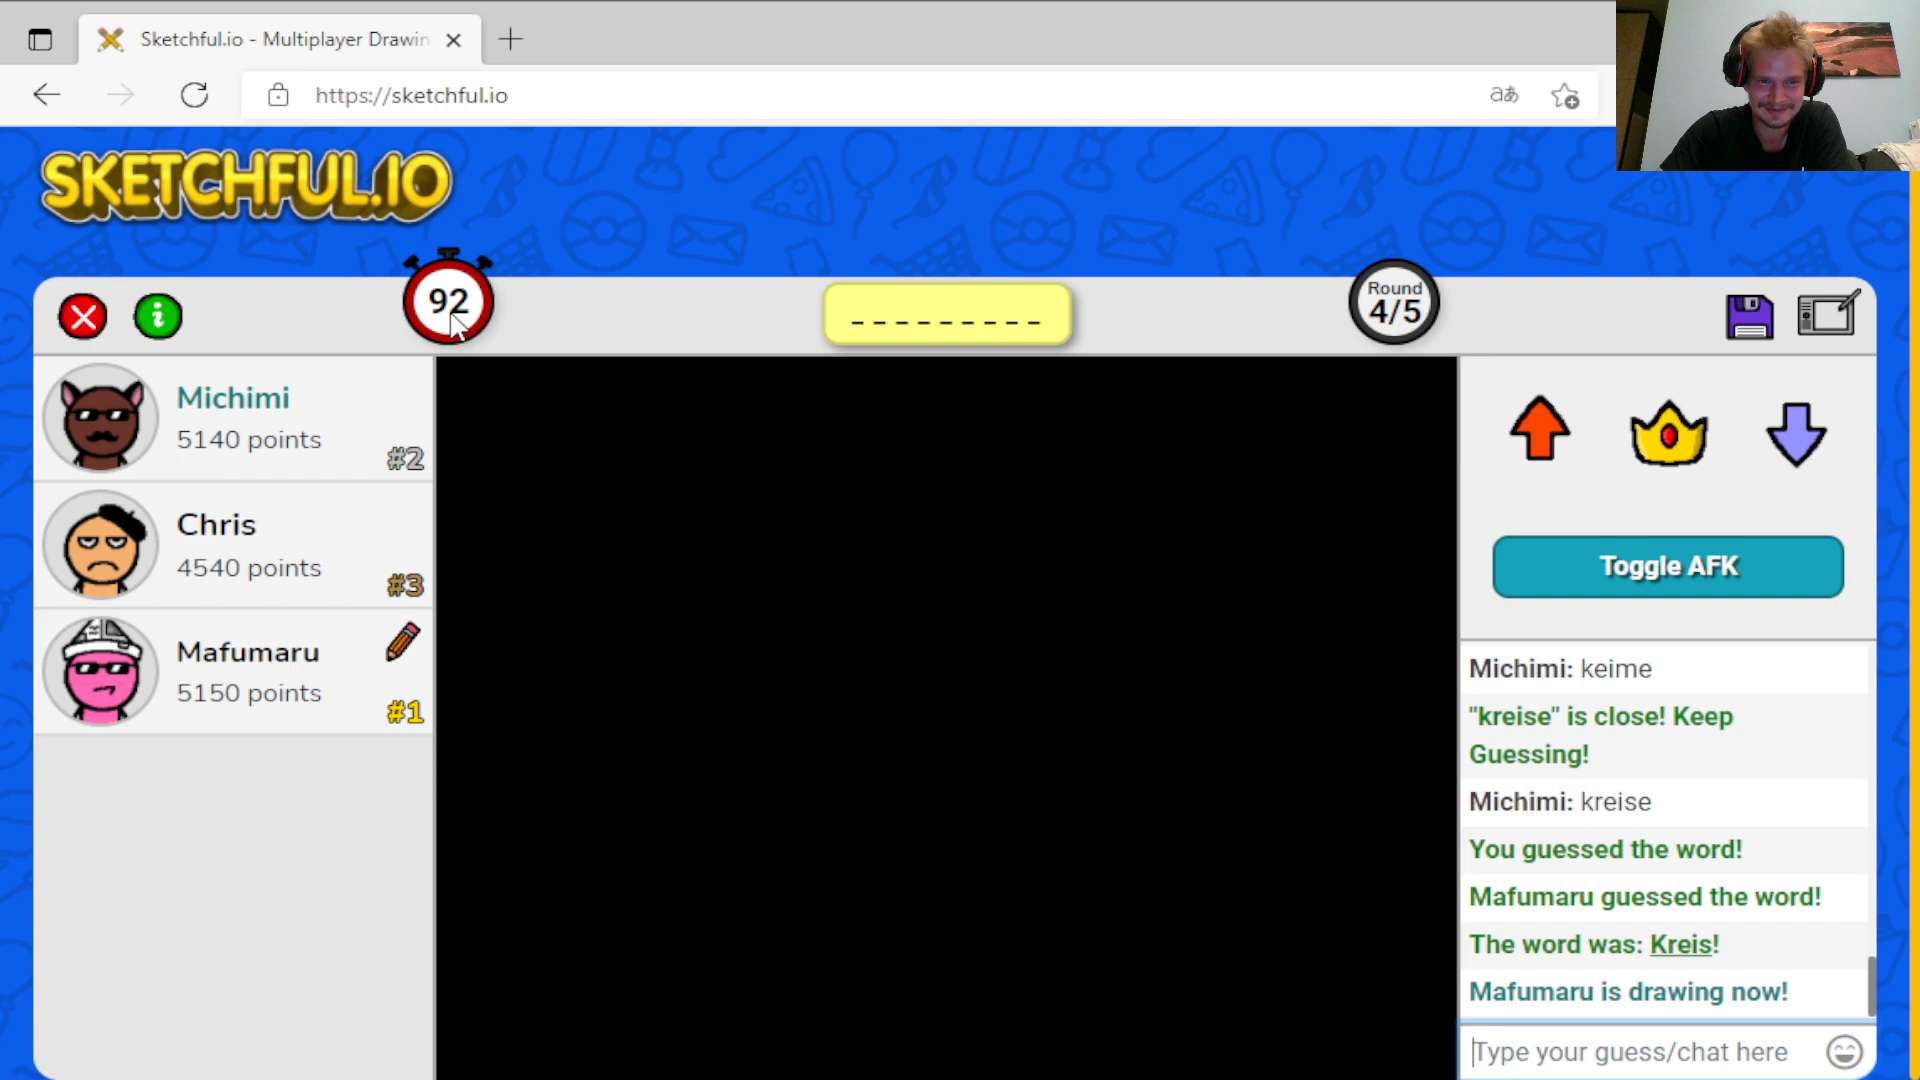 Sketchful.io - Multiplayer Drawin
https://sketchful.io
aあ
SKETCHFUL.IO
92
_ _ _ _ _ _ _ _ _
Round
4/5
Michimi
5140 points
#2
Chris
4540 points
#3
Mafumaru
5150 points
#1
Toggle AFK
Michimi: keime
"kreise" is close! Keep
Guessing!
Michimi: kreise
You guessed the word!
Mafumaru guessed the word!
The word was: Kreis!
Mafumaru is drawing now!
Type your guess/chat here